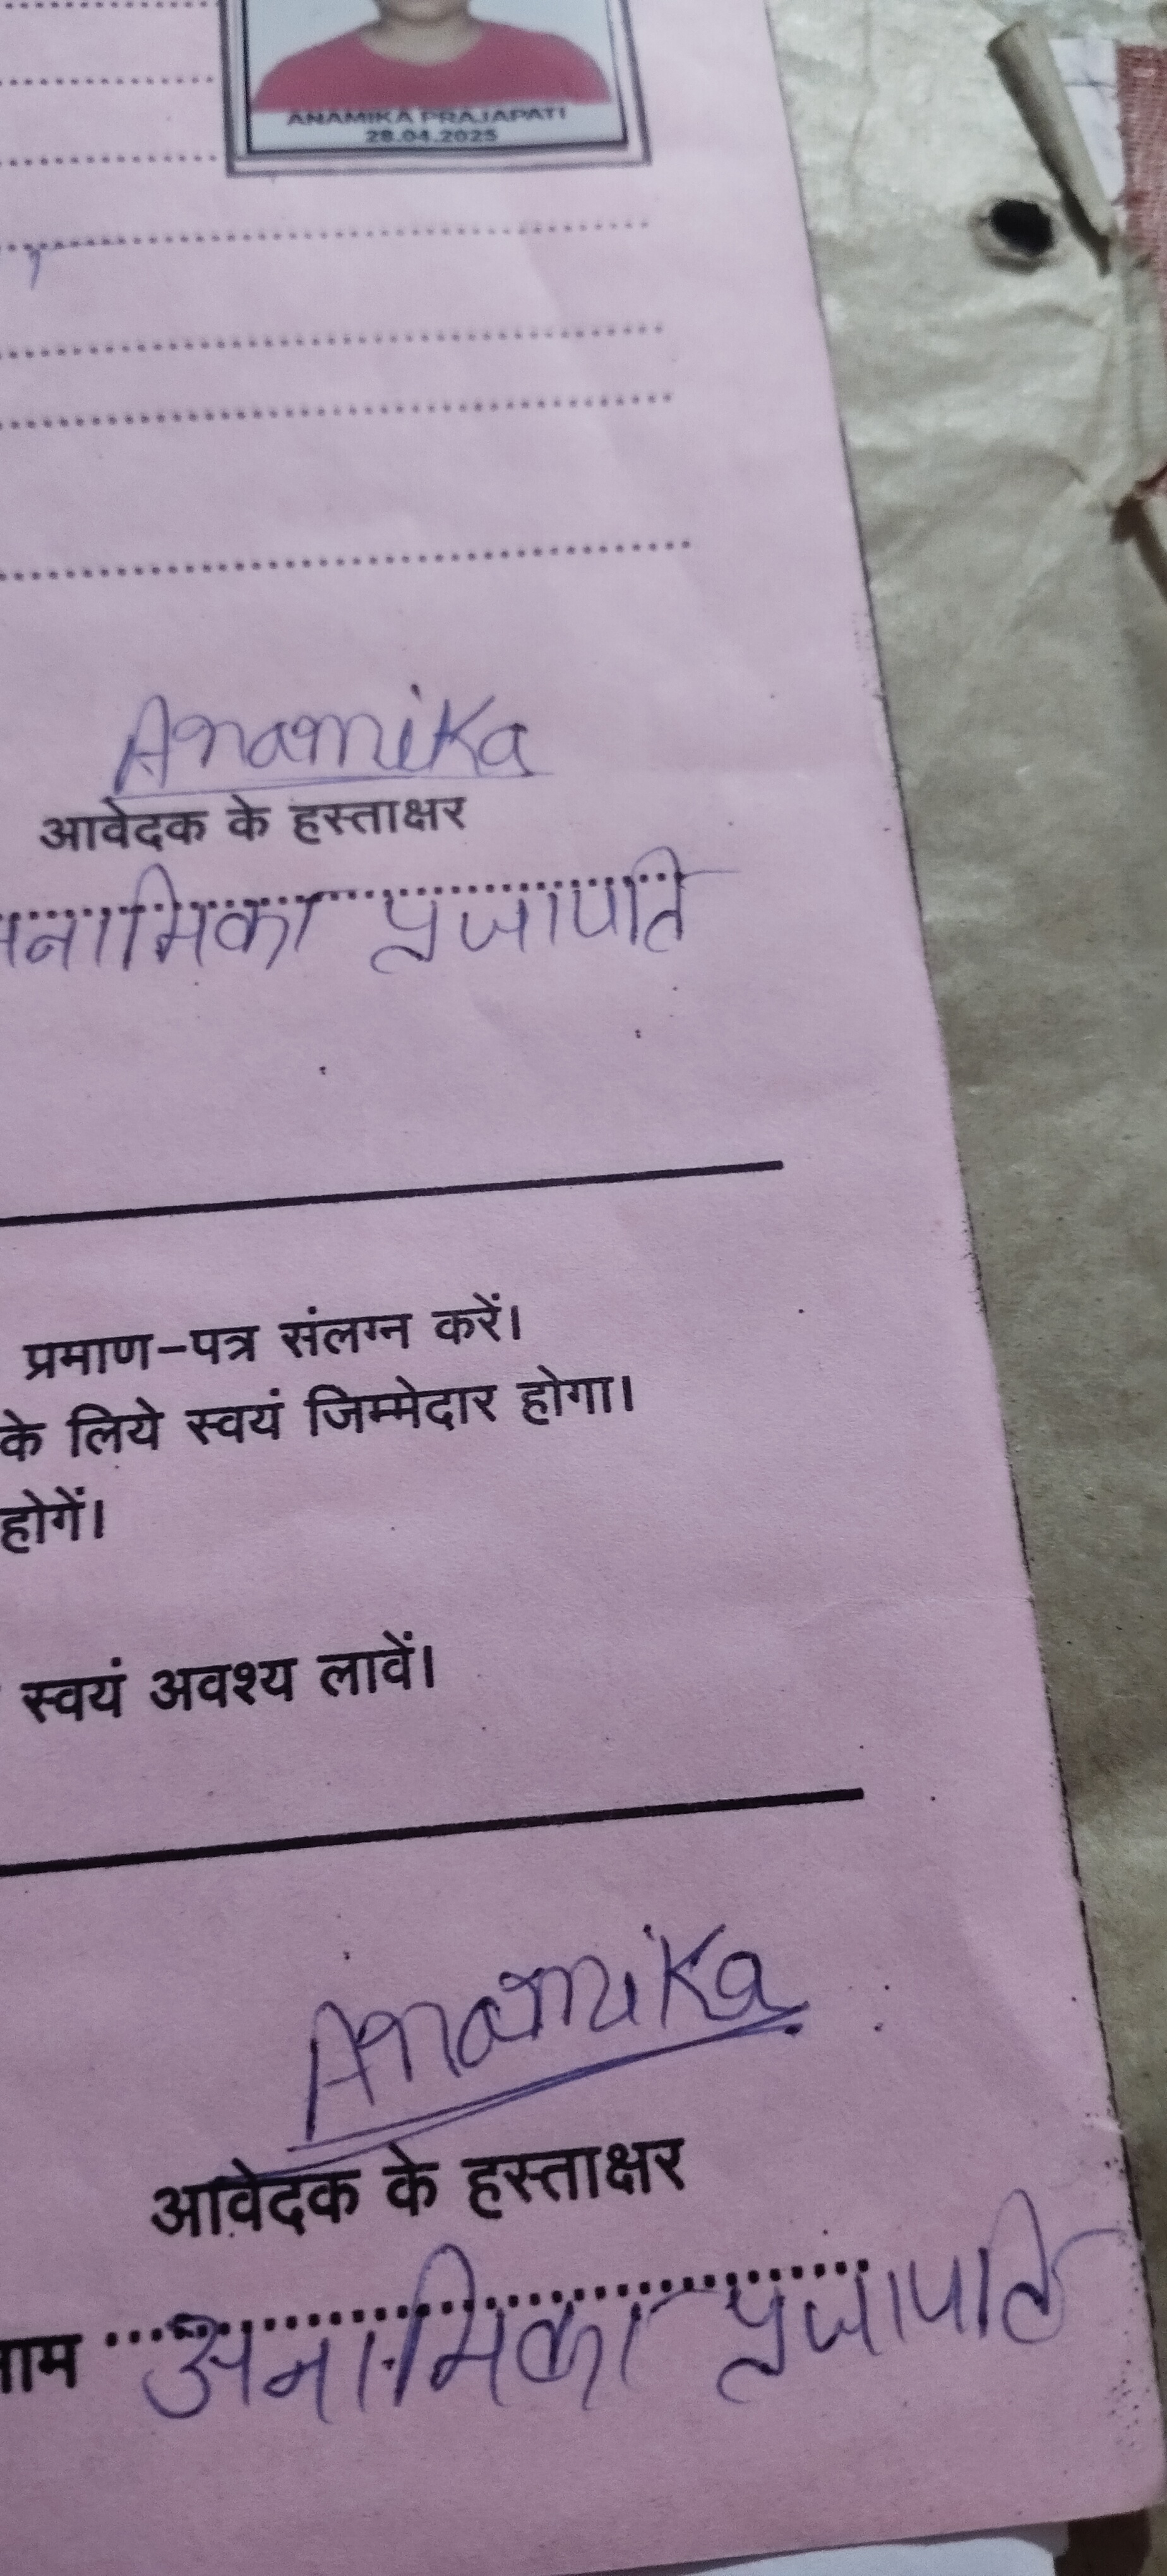 ANAMIKA PRAJAPATI
28.04.2025
Anamika
आवेदक के हस्ताक्षर
अनामिका प्रजापति
प्रमाण-पत्र संलग्न करें।
के लिये स्वयं जिम्मेदार होगा।
होगें।
स्वयं अवश्य लावें।
Anamika
आवेदक के हस्ताक्षर
नाम अनामिका प्रजापति